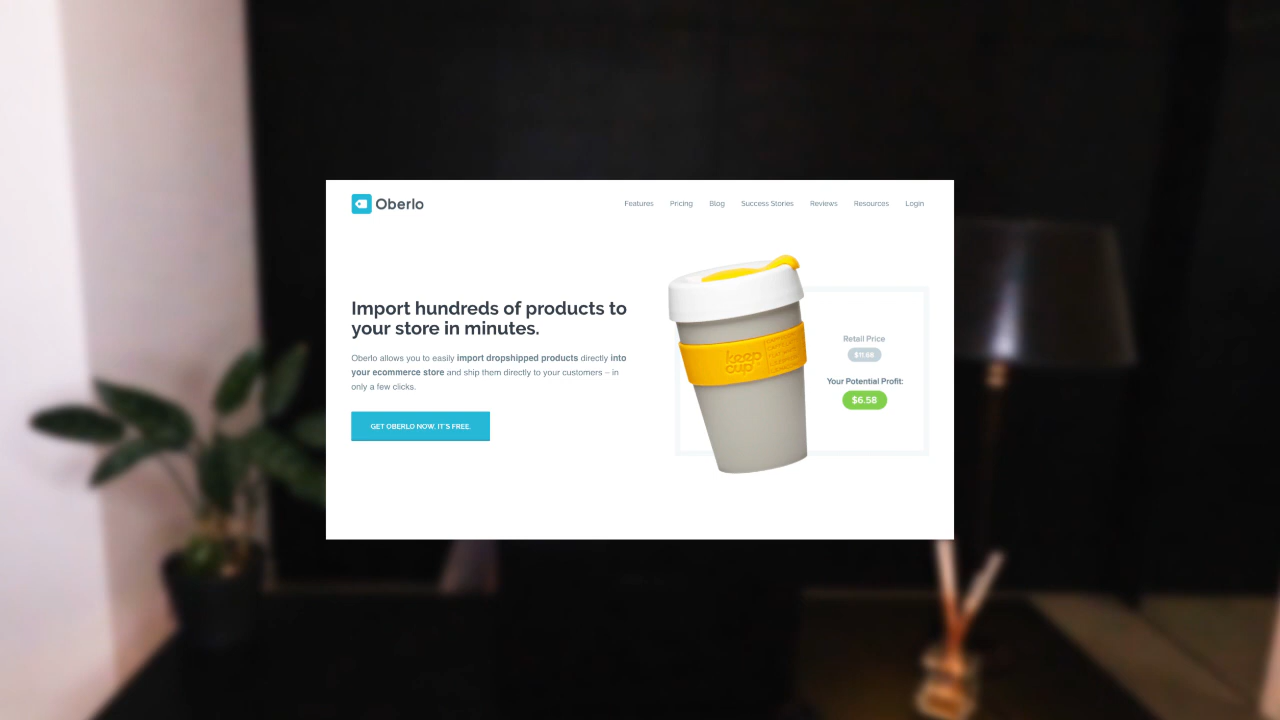 Oberlo
Features Pricing Blog Success Stories Reviews Resources Login
Import hundreds of products to
your store in minutes.
Oberlo allows you to easily import dropshipped products directly into
your ecommerce store and ship them directly to your customers – in
only a few clicks.
GET OBERLO NOW. IT'S FREE.
keep
cup
Retail Price
$11.68
Your Potential Profit:
$6.58